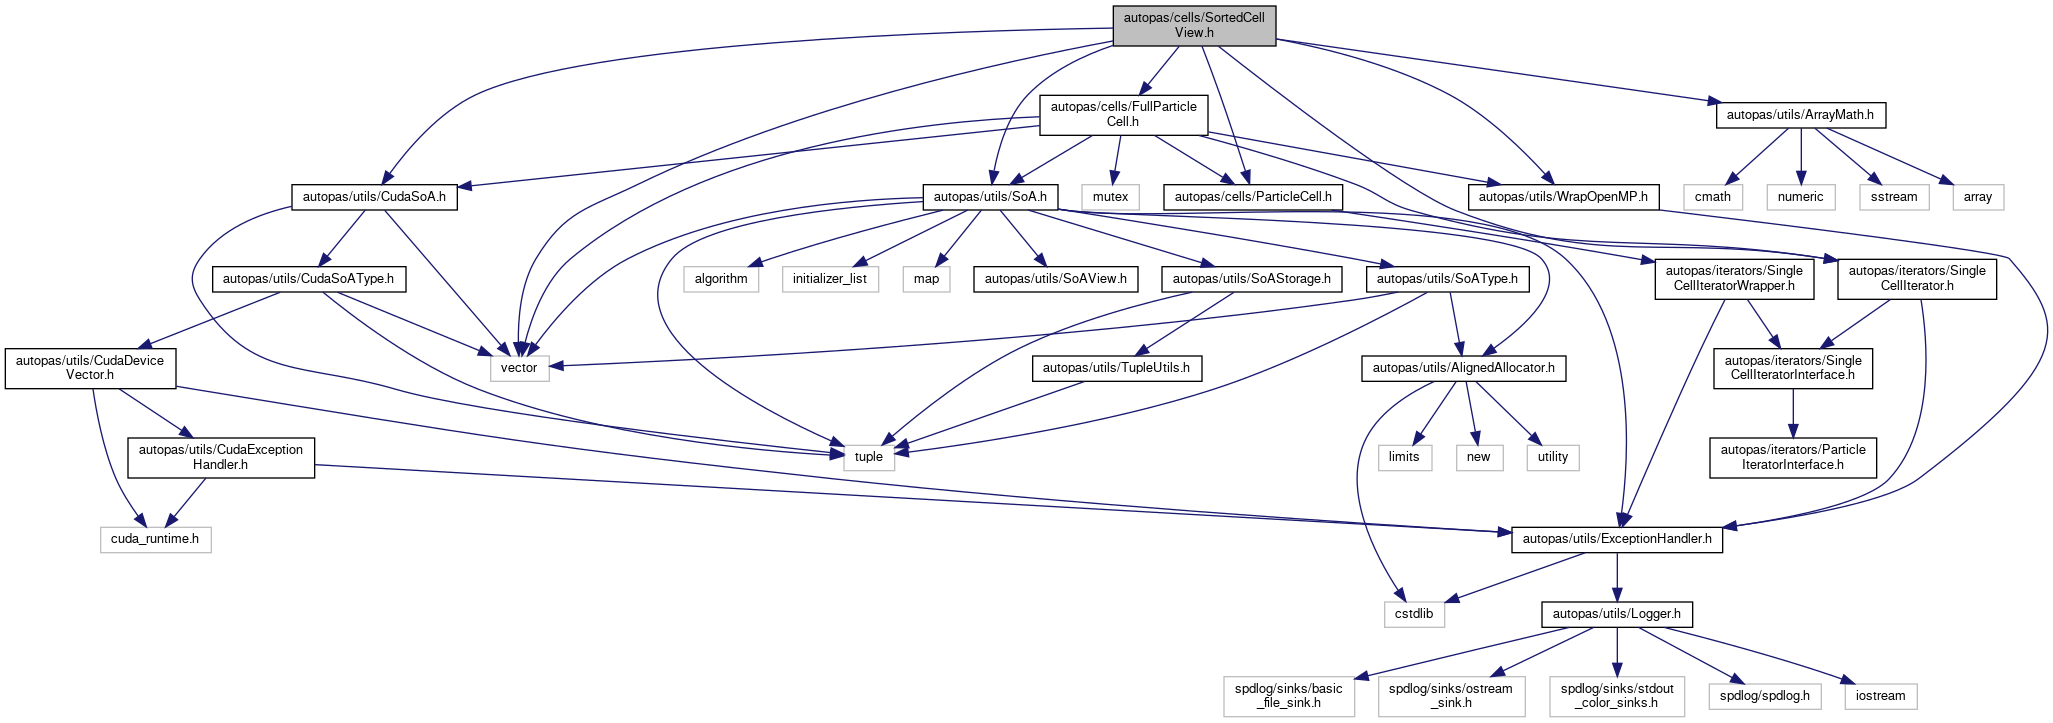 autopas/cells/SortedCell
View.h
autopas/cells/FullParticle
Cell.h
autopas/utils/ArrayMath.h
autopas/utils/CudaSoA.h
autopas/utils/SoA.h
mutex
autopas/cells/ParticleCell.h
autopas/utils/WrapOpenMP.h
cmath
numeric
sstream
array
autopas/utils/CudaSoAType.h
algorithm
initializer_list
map
autopas/utils/SoAView.h
autopas/utils/SoAStorage.h
autopas/utils/SoAType.h
autopas/iterators/Single
CellIteratorWrapper.h
autopas/iterators/Single
CellIterator.h
autopas/utils/CudaDevice
Vector.h
vector
autopas/utils/TupleUtils.h
autopas/utils/AlignedAllocator.h
autopas/iterators/Single
CellIteratorInterface.h
autopas/utils/CudaException
Handler.h
tuple
limits
new
utility
autopas/iterators/Particle
IteratorInterface.h
cuda_runtime.h
autopas/utils/ExceptionHandler.h
cstdlib
autopas/utils/Logger.h
spdlog/sinks/basic
_file_sink.h
spdlog/sinks/ostream
_sink.h
spdlog/sinks/stdout
_color_sinks.h
spdlog/spdlog.h
iostream